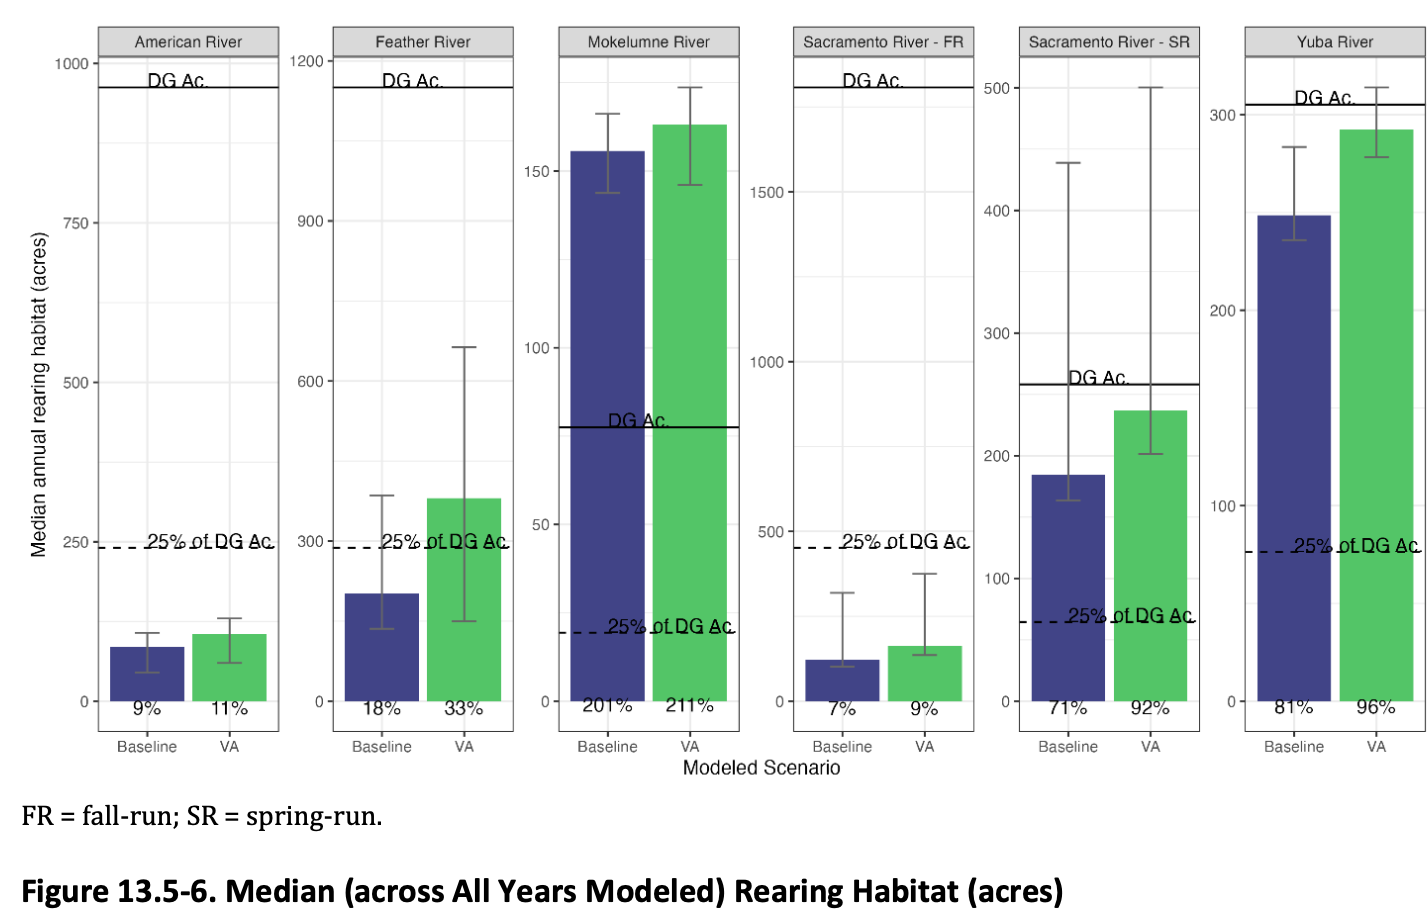 American River
Feather River
Mokelumne River
Sacramento River - FR
Sacramento River - SR
Yuba River
Median annual rearing habitat (acres)
1000
750
500
250
0
DG Ac.
25% of DG Ac.
9%
11%
Baseline
VA
1200
900
600
300
0
DG Ac.
25% of DG Ac.
18%
33%
Baseline
VA
150
100
50
0
DG Ac.
25% of DG Ac.
201%
211%
Baseline
VA
1500
1000
500
0
DG Ac.
25% of DG Ac.
7%
9%
Baseline
VA
500
400
300
200
100
0
DG Ac.
25% of DG Ac.
71%
92%
Baseline
VA
300
200
100
0
DG Ac.
25% of DG Ac.
81%
96%
Baseline
VA
Modeled Scenario
FR = fall-run; SR = spring-run.
Figure 13.5-6. Median (across All Years Modeled) Rearing Habitat (acres)